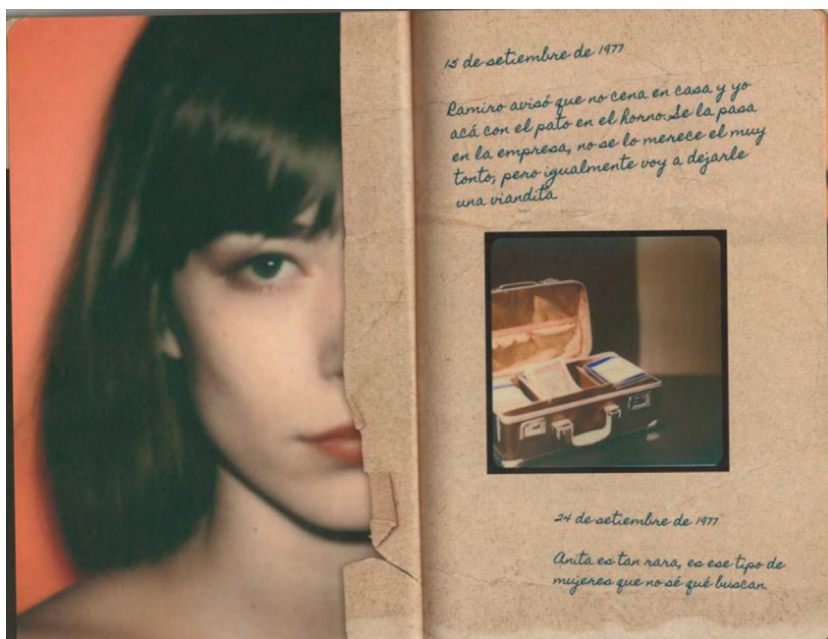 15 de setiembre de 1977
Ramiro avisó que no cena en casa y yo
acá con el pato en el horno. Se la pasa
en la empresa, no se lo merece el muy
tonto, pero igualmente voy a dejarle
una viandita
24 de setiembre de 1977
Anita es tan rara, es ese tipo de
mujeres que no sé qué buscan